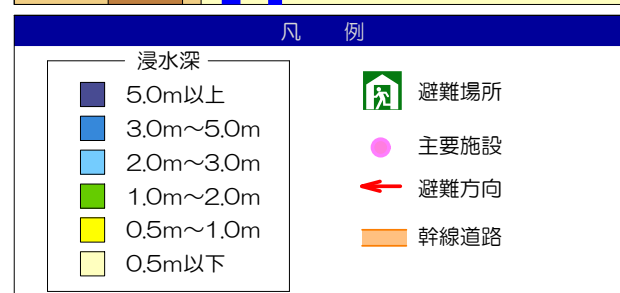 凡 例
浸水深
5.0m以上
3.0m～5.0m
2.0m～3.0m
1.0m～2.0m
0.5m～1.0m
0.5m以下
避難場所
主要施設
避難方向
幹線道路